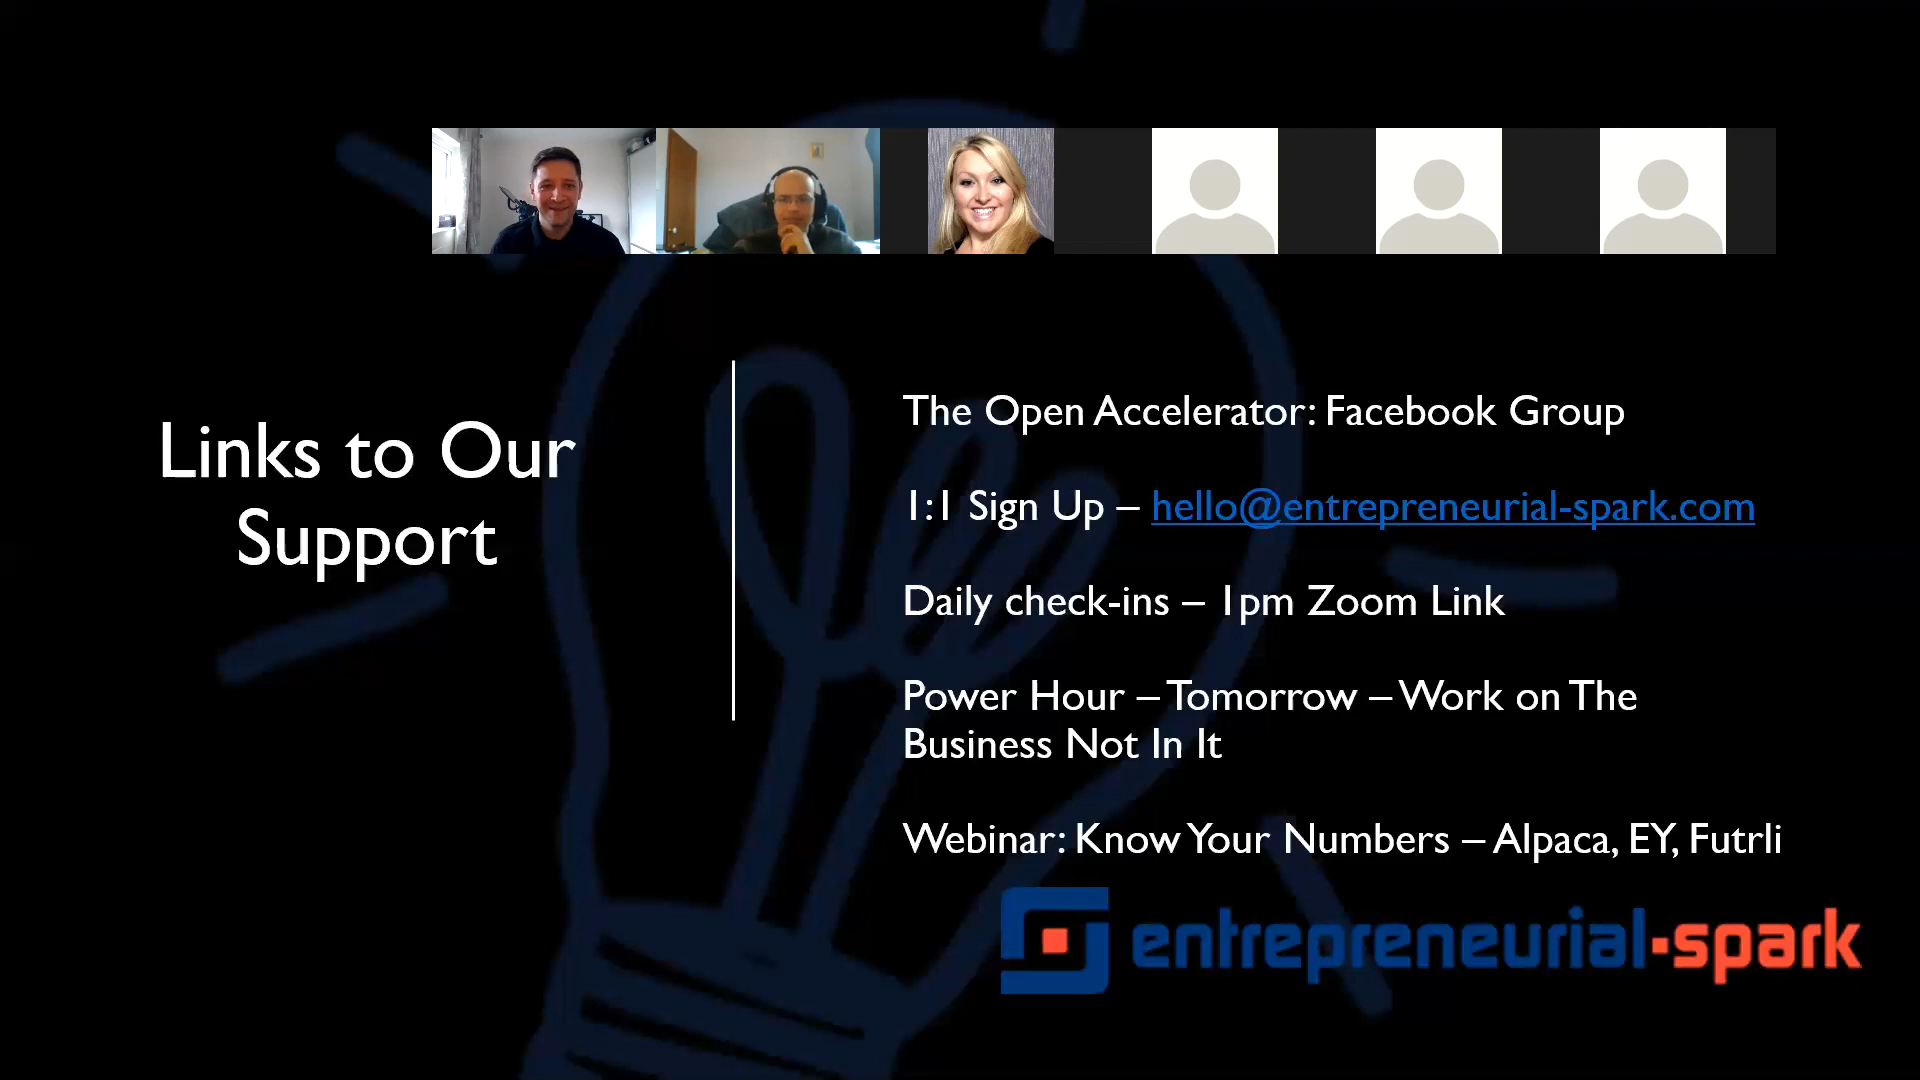 Links to Our
Support
The Open Accelerator: Facebook Group
1:1 Sign Up – hello@entrepreneurial-spark.com
Daily check-ins – 1pm Zoom Link
Power Hour – Tomorrow – Work on The
Business Not In It
Webinar: Know Your Numbers – Alpaca, EY, Futrli
entrepreneurial-spark